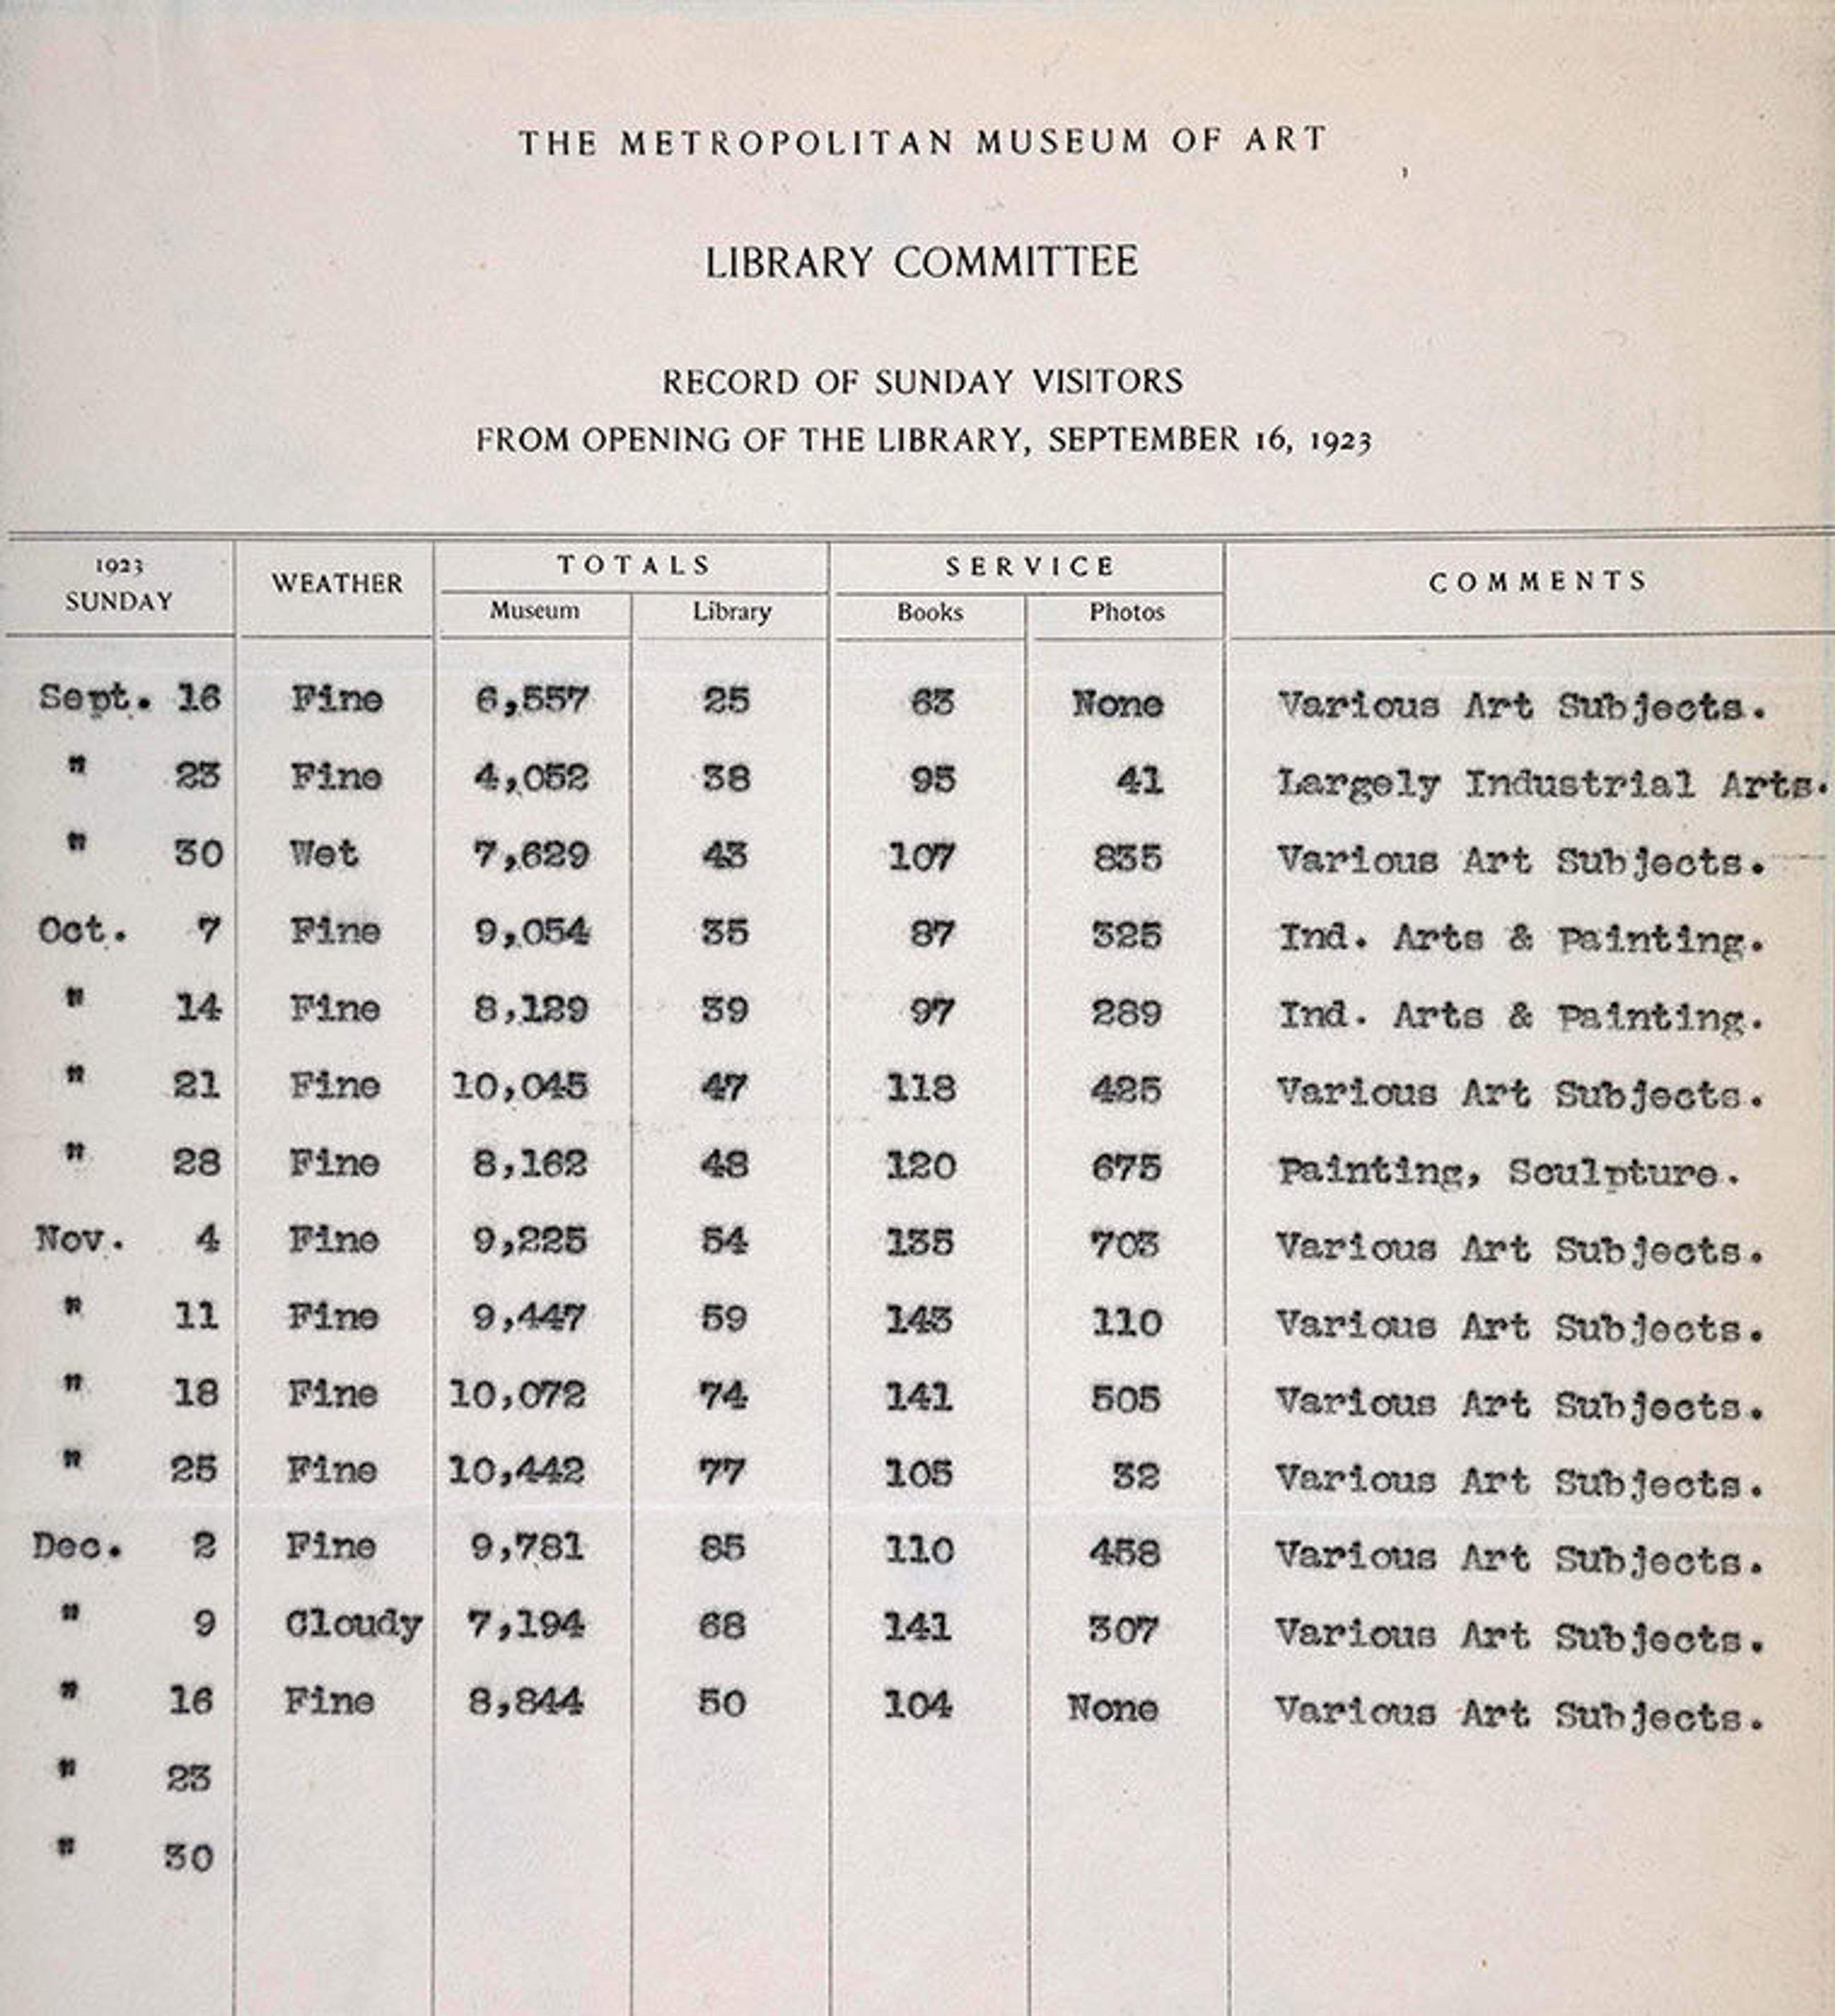 THE METROPOLITAN MUSEUM OF ART
LIBRARY COMMITTEE
RECORD OF SUNDAY VISITORS
FROM OPENING OF THE LIBRARY, SEPTEMBER 16, 1923
1923 SUNDAY WEATHER TOTALS SERVICE COMMENTS
Museum Library Books Photos
Sept. 16 Fine 6,557 25 63 None Various Art Subjects.
" 23 Fine 4,052 38 95 41 Largely Industrial Arts.
" 30 Wet 7,629 43 107 835 Various Art Subjects.
Oct. 7 Fine 9,054 35 87 325 Ind. Arts & Painting.
" 14 Fine 8,129 39 97 289 Ind. Arts & Painting.
" 21 Fine 10,045 47 118 425 Various Art Subjects.
" 28 Fine 8,162 48 120 675 Painting, Sculpture.
Nov. 4 Fine 9,225 54 135 703 Various Art Subjects.
" 11 Fine 9,447 59 143 110 Various Art Subjects.
" 18 Fine 10,072 74 141 505 Various Art Subjects.
" 25 Fine 10,442 77 105 32 Various Art Subjects.
Dec. 2 Fine 9,781 85 110 458 Various Art Subjects.
" 9 Cloudy 7,194 68 141 307 Various Art Subjects.
" 16 Fine 8,844 50 104 None Various Art Subjects.
" 23
" 30